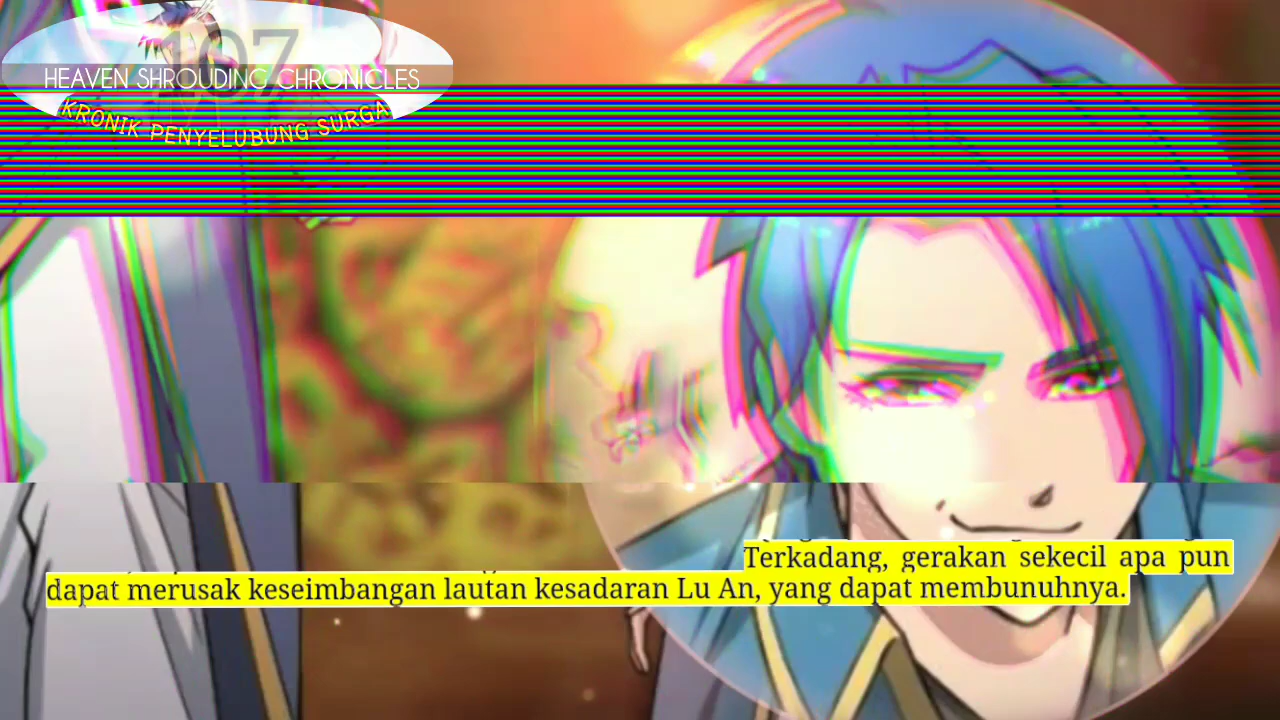 107
HEAVEN SHROUDING CHRONICLES
KRONIK PENYELUBUNG SURGA
Terkadang, gerakan sekecil apa pun
dapat merusak keseimbangan lautan kesadaran Lu An, yang dapat membunuhnya.